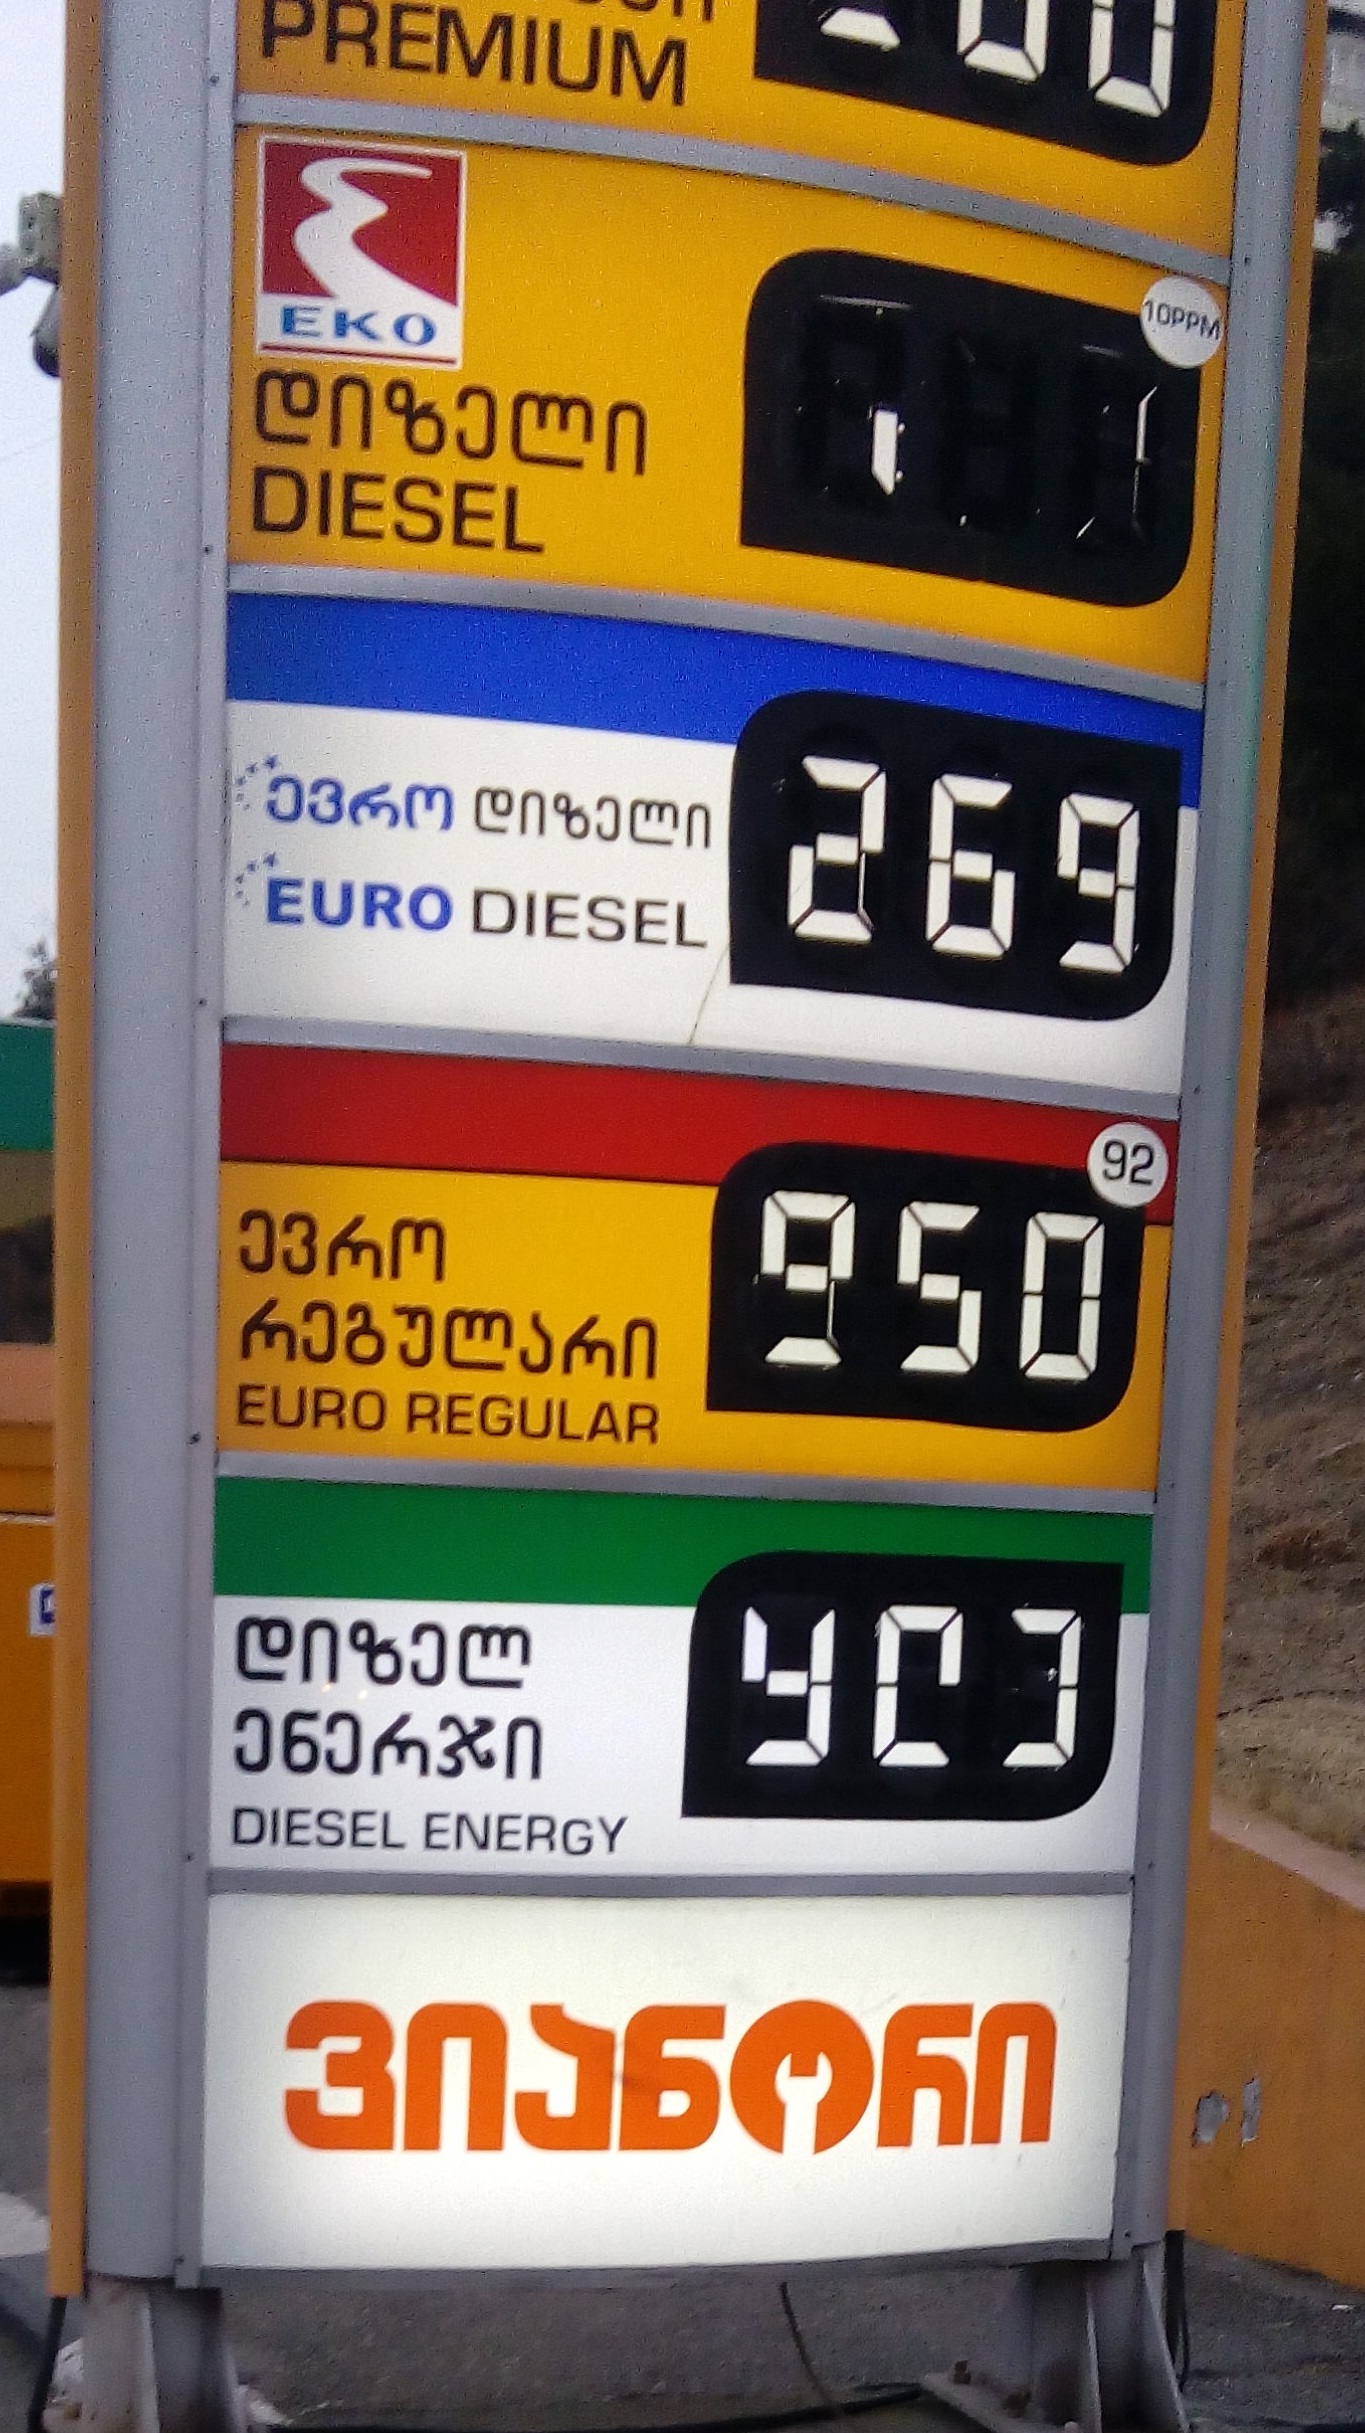 PREMIUM
EKO
10PPM
დიზელი
DIESEL
ევრო დიზელი
EURO DIESEL
269
92
ევრო
რეგულარი
EURO REGULAR
950
დიზელ
ენერჯი
DIESEL ENERGY
ვიანორი